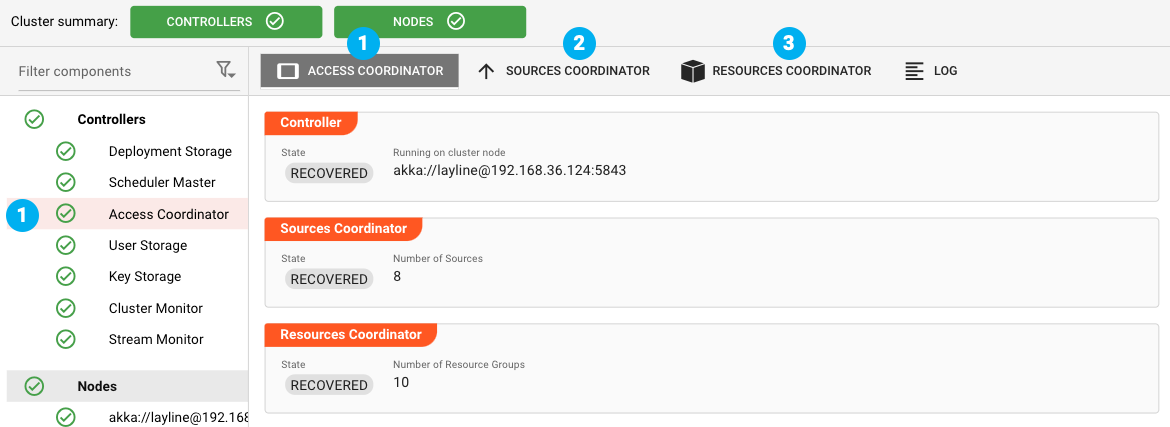 Cluster summary: CONTROLLERS NODES
1 2 3
Filter components ACCESS COORDINATOR SOURCES COORDINATOR RESOURCES COORDINATOR LOG
Controllers
Deployment Storage
Scheduler Master
1 Access Coordinator
User Storage
Key Storage
Cluster Monitor
Stream Monitor
Nodes
akka://layline@192.168
Controller
State Running on cluster node
RECOVERED akka://layline@192.168.36.124:5843
Sources Coordinator
State Number of Sources
RECOVERED 8
Resources Coordinator
State Number of Resource Groups
RECOVERED 10